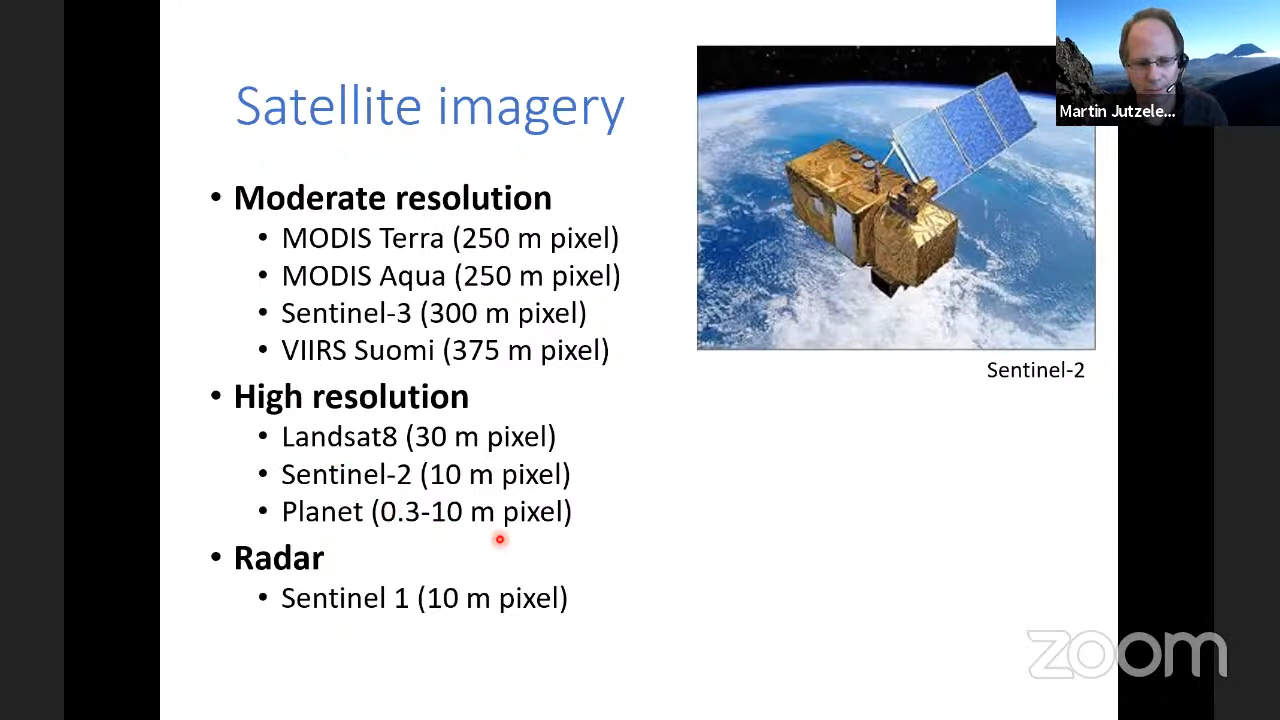 Satellite imagery
• Moderate resolution
• MODIS Terra (250 m pixel)
• MODIS Aqua (250 m pixel)
• Sentinel-3 (300 m pixel)
• VIIRS Suomi (375 m pixel)
• High resolution
• Landsat8 (30 m pixel)
• Sentinel-2 (10 m pixel)
• Planet (0.3-10 m pixel)
• Radar
• Sentinel 1 (10 m pixel)
Sentinel-2
Martin Jutzele...
zoom